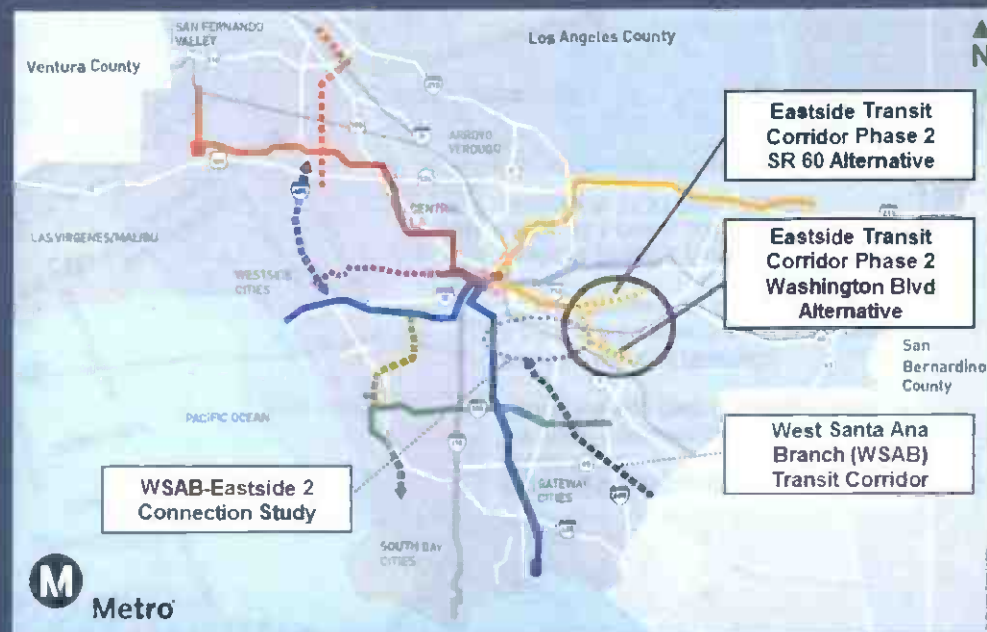 SAN FERNANDO
VALLEY
Los Angeles County
N
Ventura County
Eastside Transit
Corridor Phase 2
SR 60 Alternative
ARROYO
VERDUGO
LAS VIRGENES/MALIBU
WESTSIDE
CITIES
Eastside Transit
Corridor Phase 2
Washington Blvd
Alternative
San
Bernardino
County
PACIFIC OCEAN
West Santa Ana
Branch (WSAB)
Transit Corridor
WSAB-Eastside 2
Connection Study
GATEWAY
CITIES
SOUTH BAY
CITIES
M
Metro